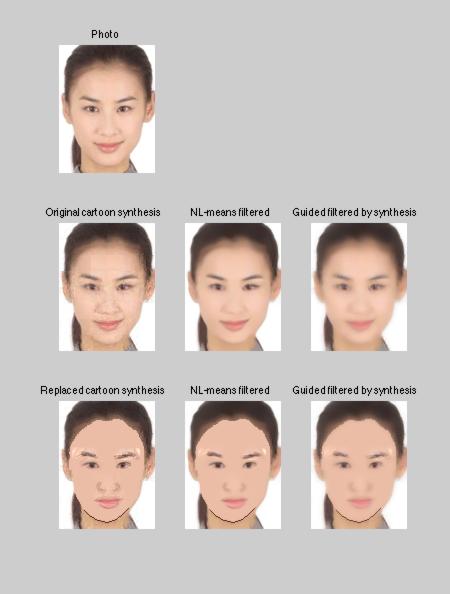 Photo
Original cartoon synthesis
NL-means filtered
Guided filtered by synthesis
Replaced cartoon synthesis
NL-means filtered
Guided filtered by synthesis